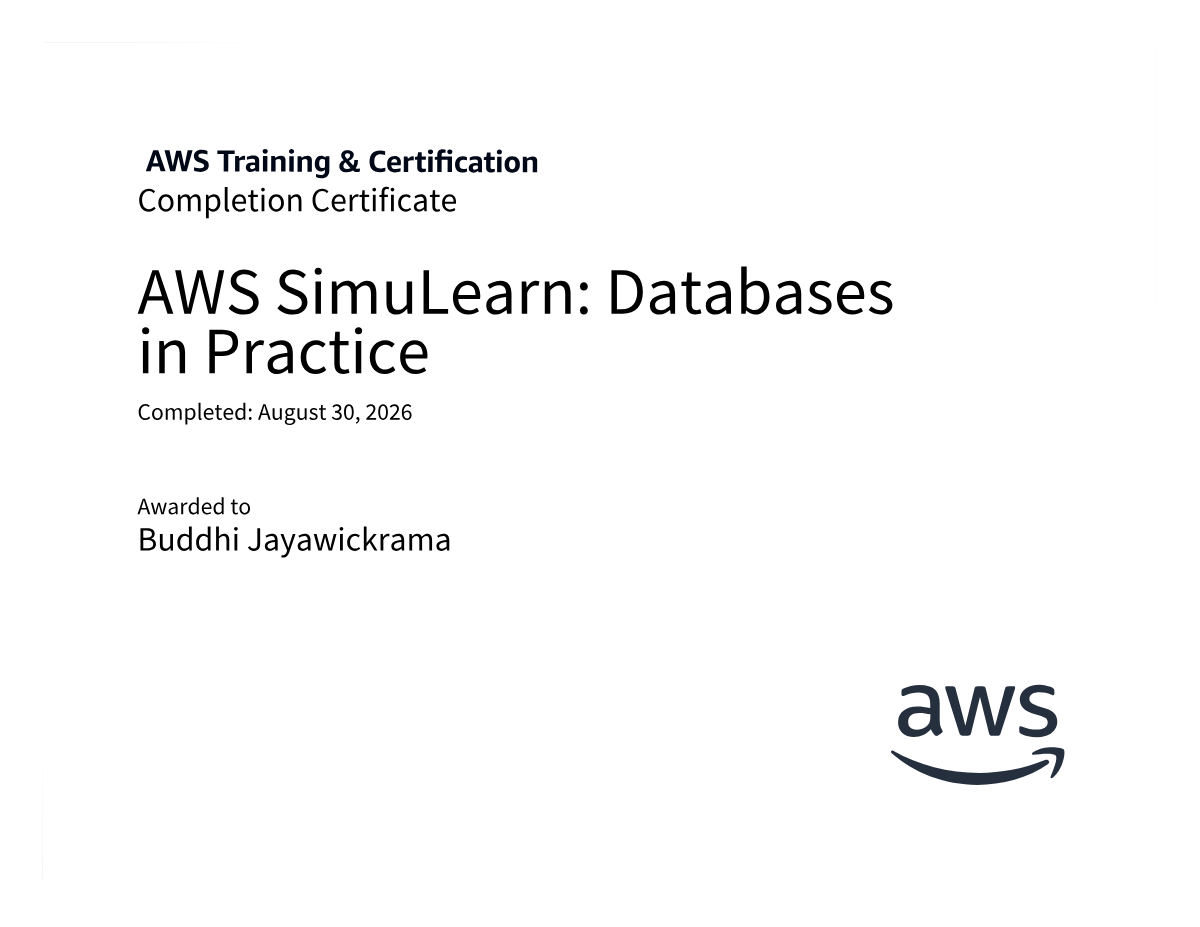 AWS Training & Certification
Completion Certificate
AWS SimuLearn: Databases
in Practice
Completed: August 30, 2026
Awarded to
Buddhi Jayawickrama
aws